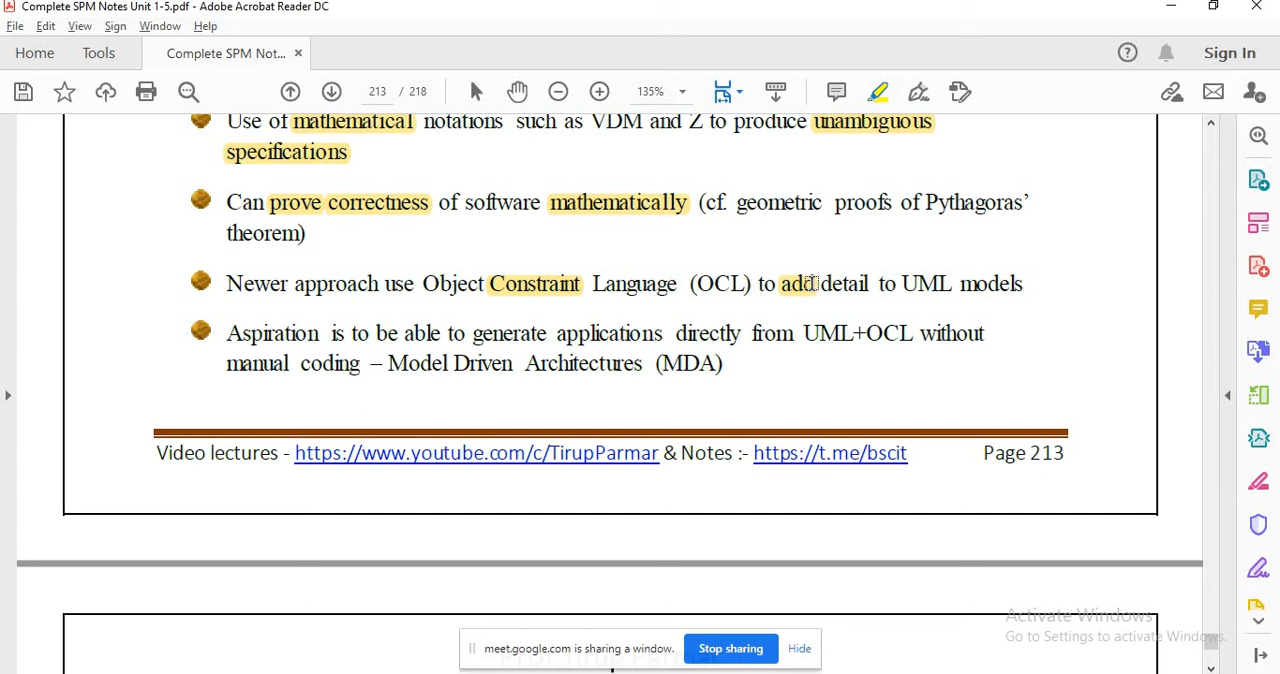 Complete SPM Notes Unit 1-5.pdf - Adobe Acrobat Reader DC
File Edit View Sign Window Help
Home Tools Complete SPM Not... × Sign In
213 / 218 135%
Use of mathematical notations such as VDM and Z to produce unambiguous
specifications
Can prove correctness of software mathematically (cf. geometric proofs of Pythagoras’
theorem)
Newer approach use Object Constraint Language (OCL) to add detail to UML models
Aspiration is to be able to generate applications directly from UML+OCL without
manual coding – Model Driven Architectures (MDA)
Video lectures - https://www.youtube.com/c/TirupParmar & Notes :- https://t.me/bscit Page 213
Activate Windows
Go to Settings to activate Windows.
meet.google.com is sharing a window. Stop sharing Hide